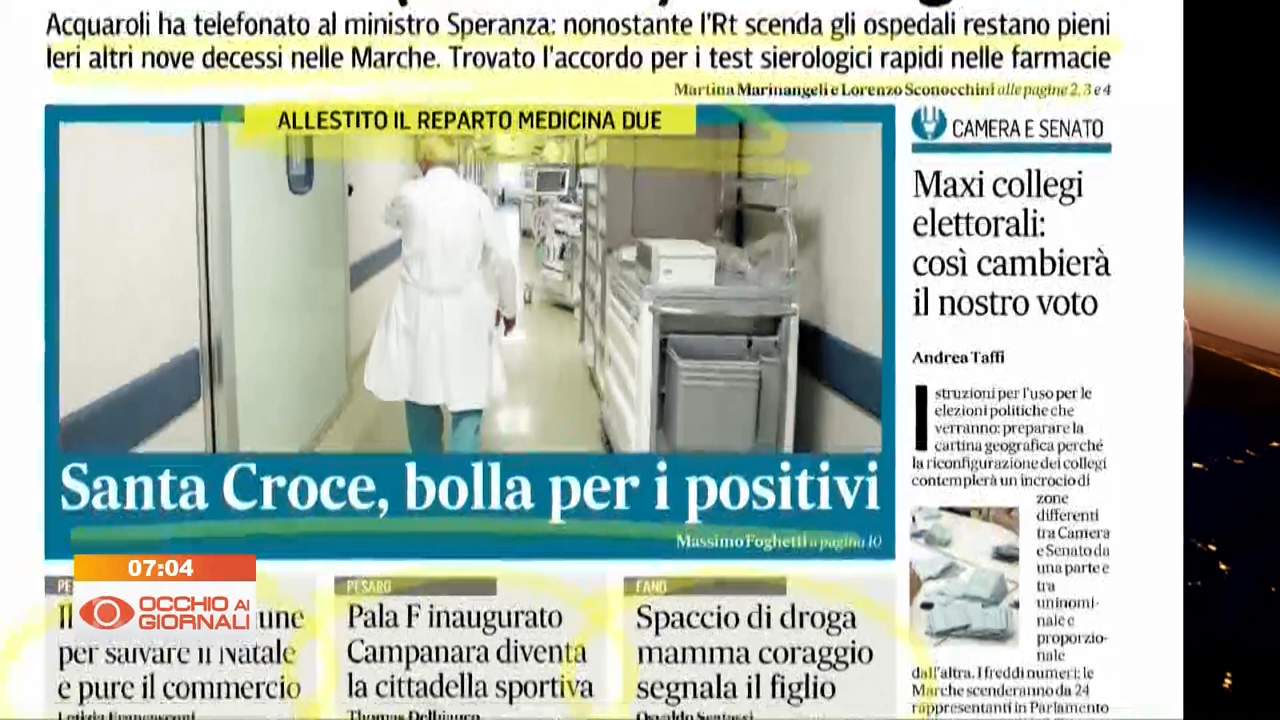 Acquaroli ha telefonato al ministro Speranza: nonostante l'Rt scenda gli ospedali restano pieni
Ieri altri nove decessi nelle Marche. Trovato l'accordo per i test sierologici rapidi nelle farmacie
Martina Marinangeli e Lorenzo Sconocchini alle pagine 2, 3 e 4
ALLESTITO IL REPARTO MEDICINA DUE
Santa Croce, bolla per i positivi
Massimo Foghetti a pagina 10
CAMERA E SENATO
Maxi collegi
elettorali:
così cambierà
il nostro voto
Andrea Taffi
Istruzioni per l'uso per le
elezioni politiche che
verranno: preparare la
cartina geografica perché
la riconfigurazione dei collegi
contemplerà un incrocio di
zone
differenti
tra Camera
e Senato da
una parte e
tra
uninomi-
nale e
proporzio-
nale
dall'altra. I freddi numeri: le
Marche scenderanno da 24
rappresentanti in Parlamento
07:04
OCCHIO AI
GIORNALI
Il
une
per salvare il Natale
e pure il commercio
PESARO
Pala F inaugurato
Campanara diventa
la cittadella sportiva
FANO
Spaccio di droga
mamma coraggio
segnala il figlio